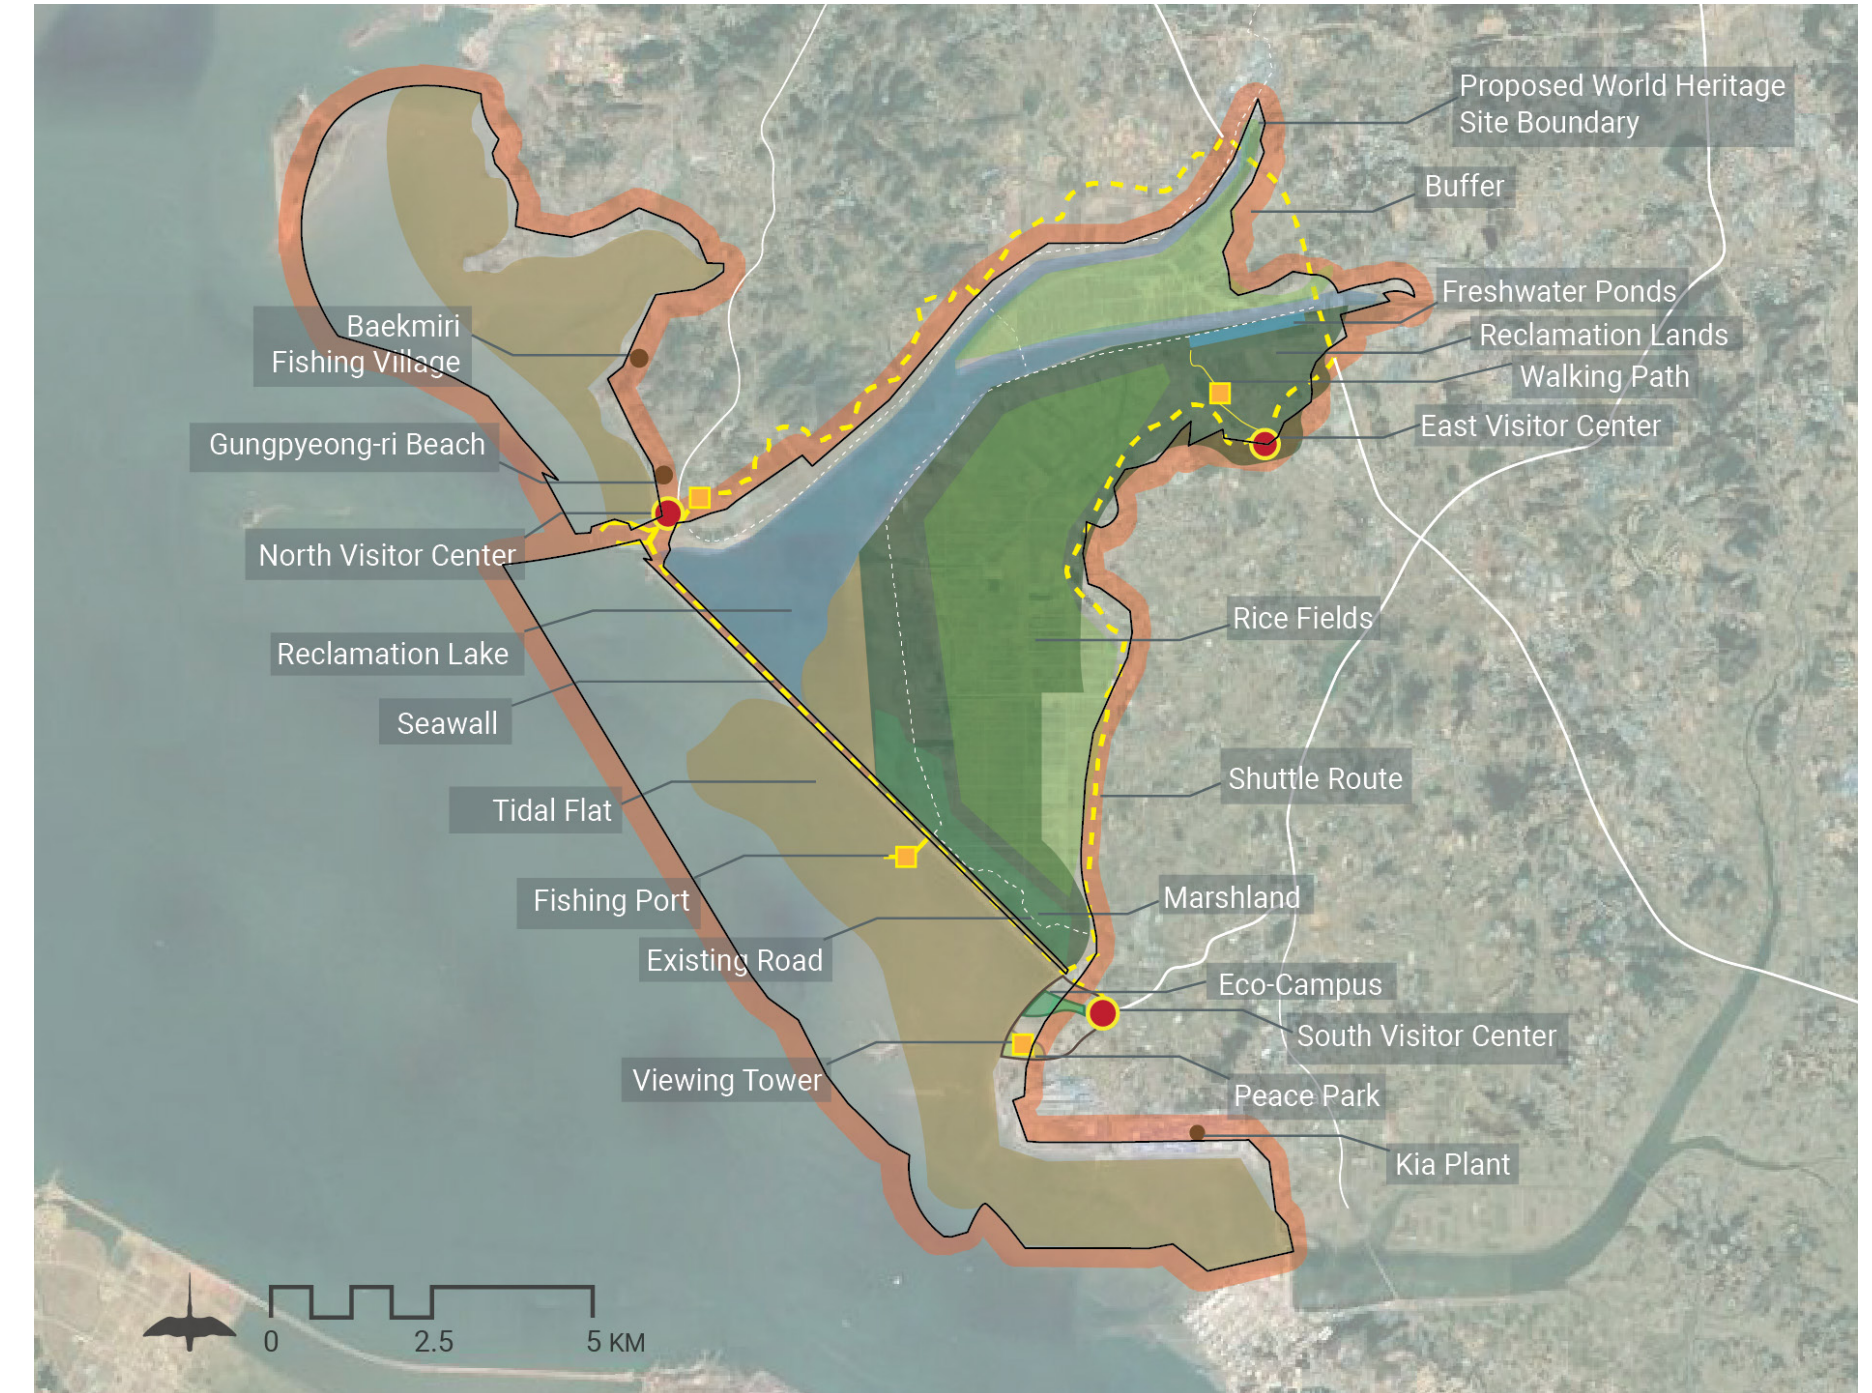 Proposed World Heritage
Site Boundary
Buffer
Freshwater Ponds
Reclamation Lands
Walking Path
East Visitor Center
Baekmiri
Fishing Village
Gungpyeong-ri Beach
North Visitor Center
Reclamation Lake
Seawall
Tidal Flat
Fishing Port
Existing Road
Viewing Tower
Rice Fields
Shuttle Route
Marshland
Eco-Campus
South Visitor Center
Peace Park
Kia Plant
0 2.5 5 KM